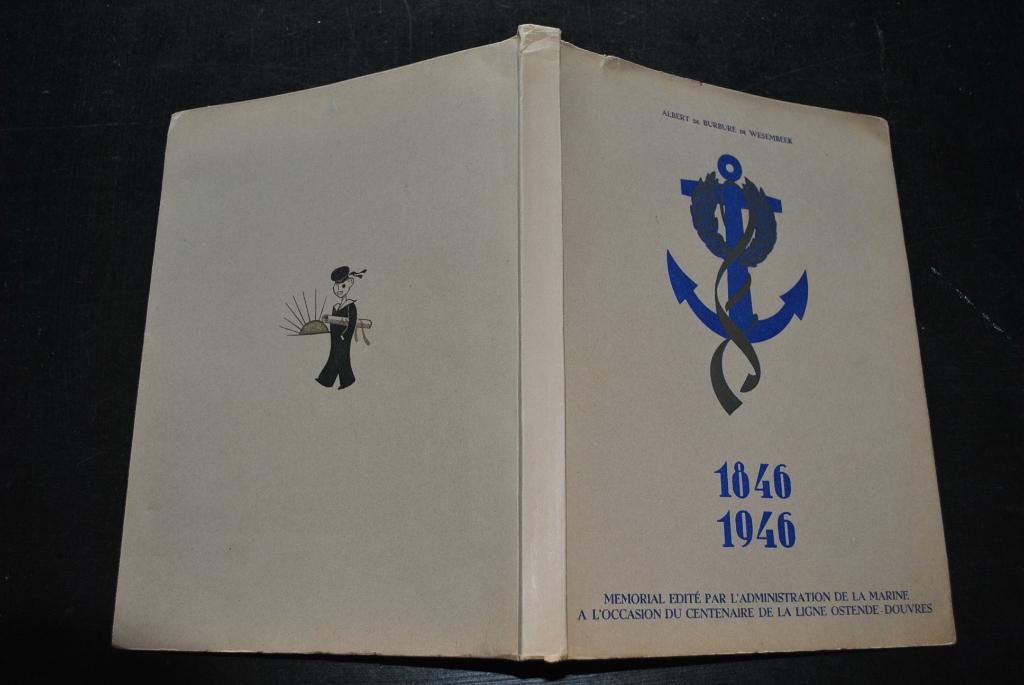 ALBERT DE BURBURE DE WESEMBEEK
1846
1946
MEMORIAL EDITÉ PAR L'ADMINISTRATION DE LA MARINE
A L'OCCASION DU CENTENAIRE DE LA LIGNE OSTENDE-DOUVRES